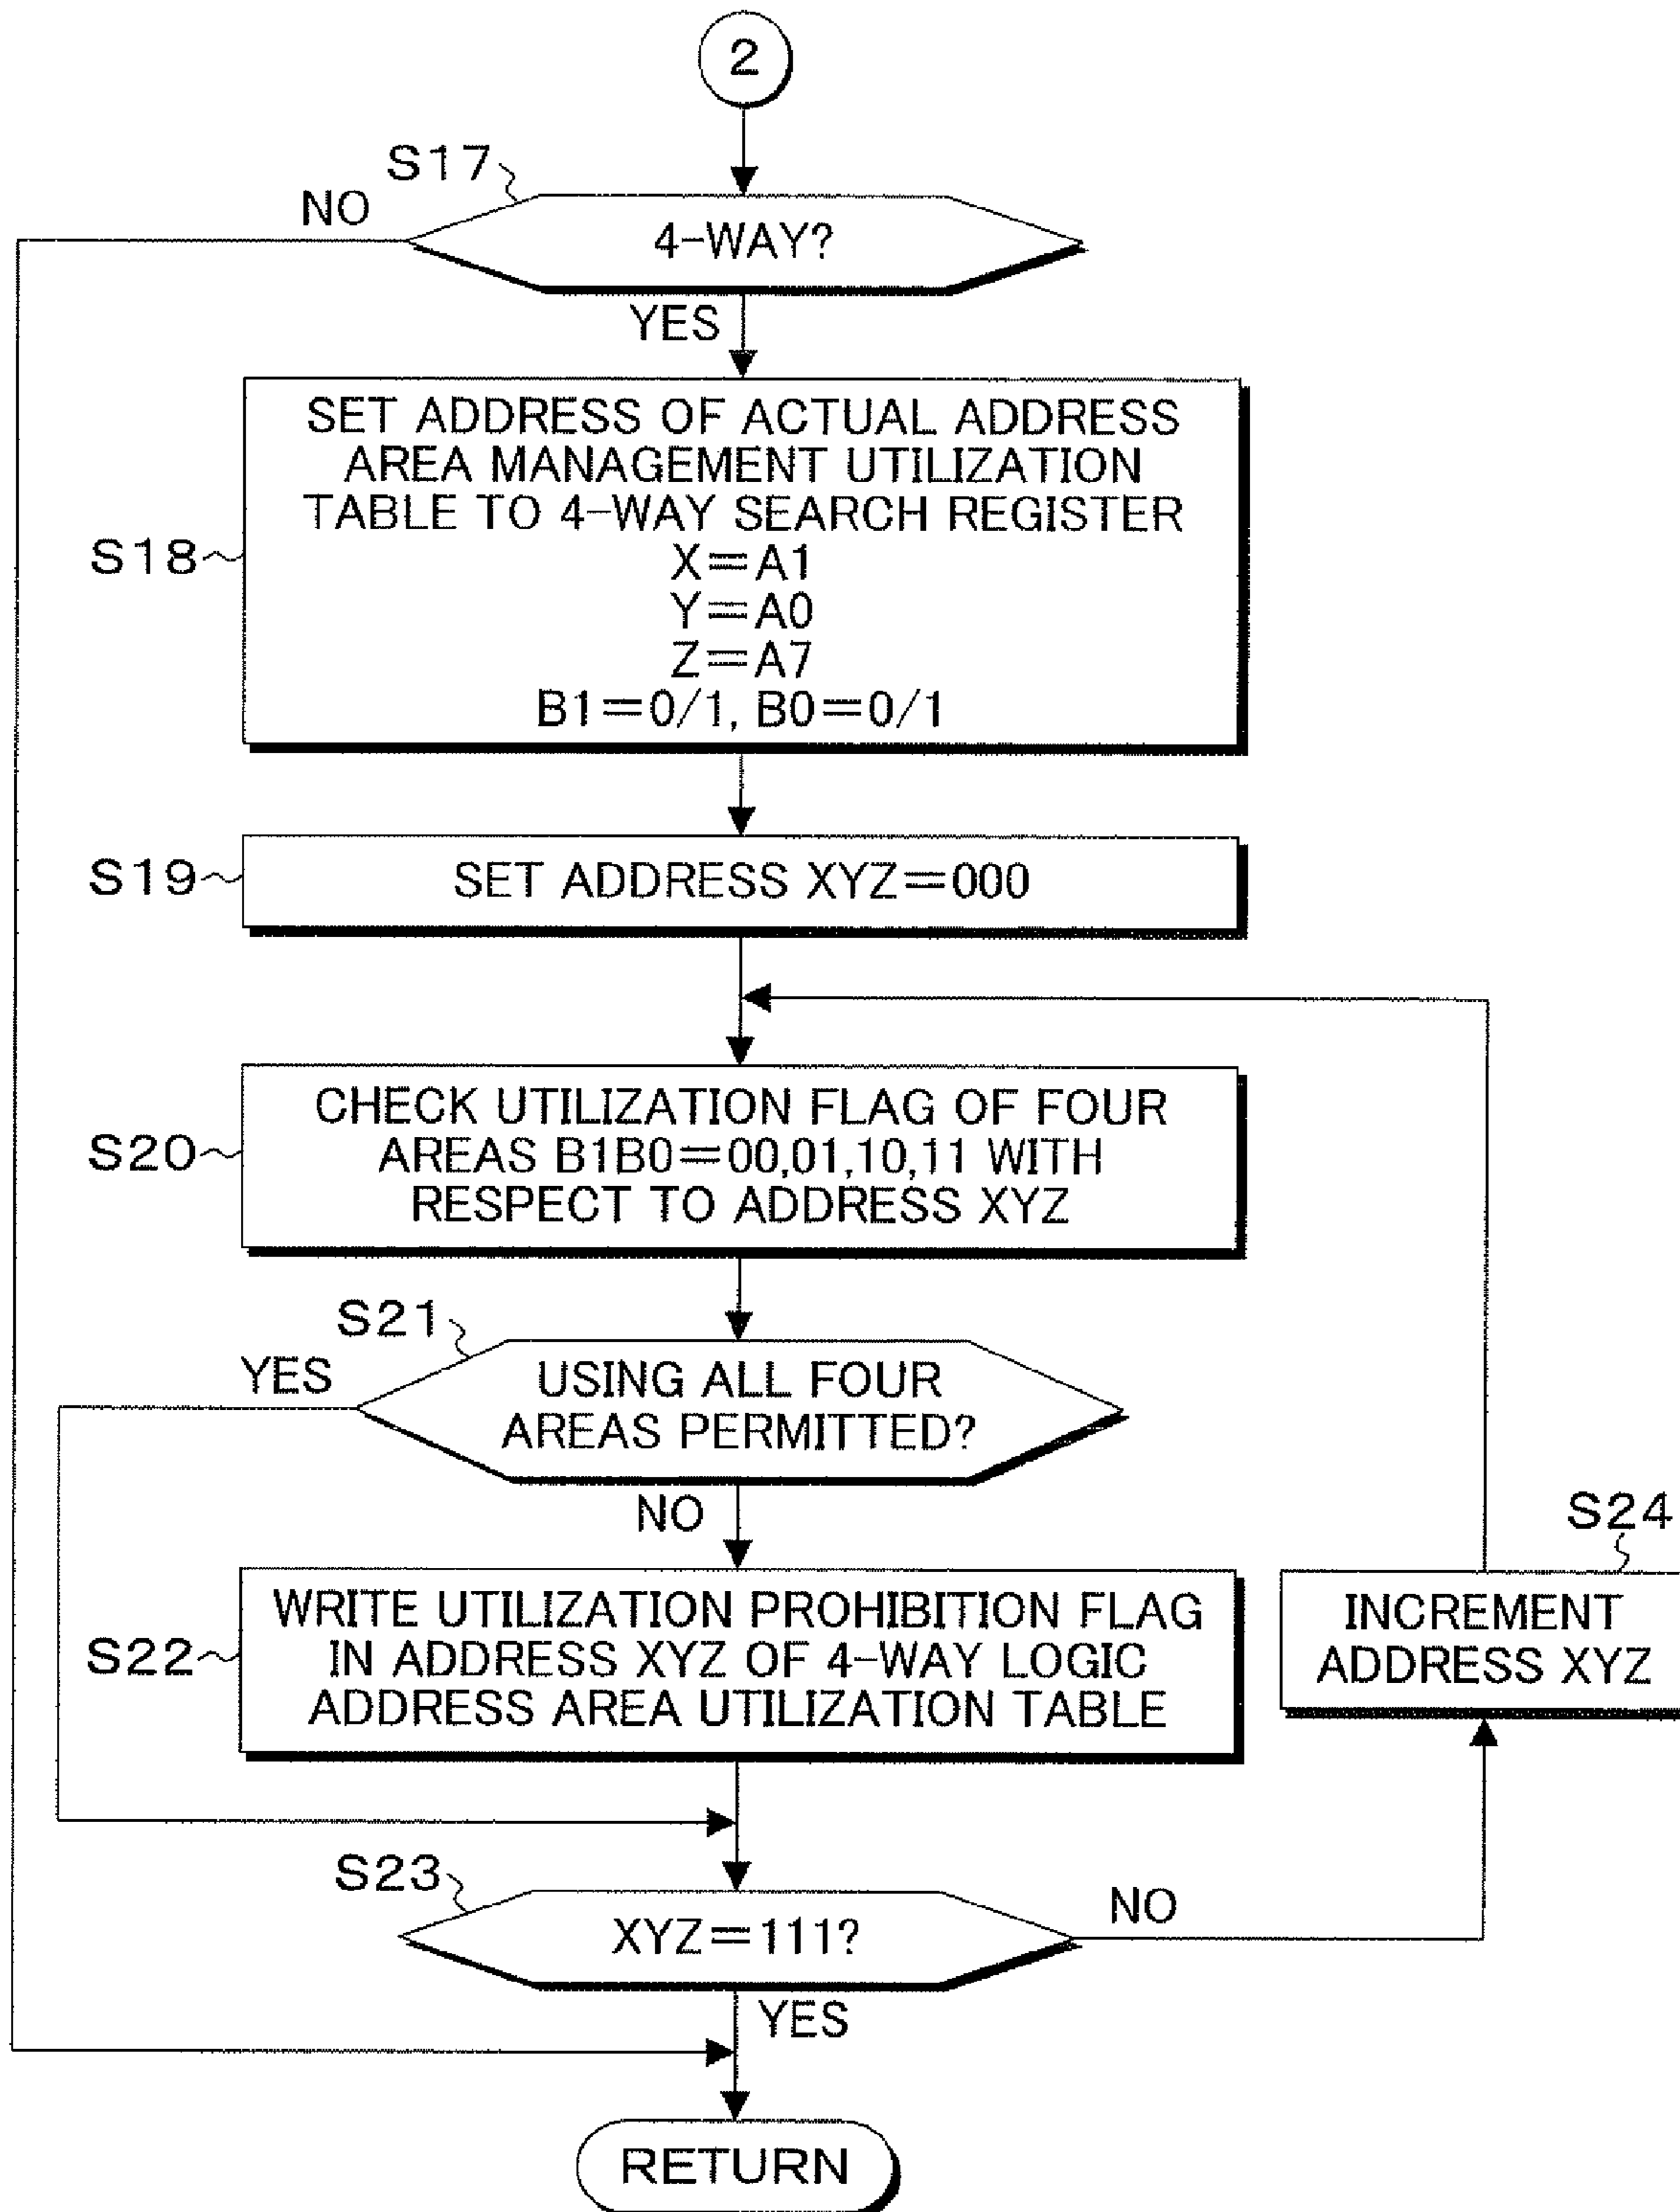 2
S17
NO
4-WAY?
YES
SET ADDRESS OF ACTUAL ADDRESS
AREA MANAGEMENT UTILIZATION
TABLE TO 4-WAY SEARCH REGISTER
S18
X=A1
Y=A0
Z=A7
B1=0/1, B0=0/1
S19
SET ADDRESS XYZ=000
CHECK UTILIZATION FLAG OF FOUR
S20
AREAS B1B0=00,01,10,11 WITH
RESPECT TO ADDRESS XYZ
S21
YES
USING ALL FOUR
AREAS PERMITTED?
NO
S24
WRITE UTILIZATION PROHIBITION FLAG
S22
IN ADDRESS XYZ OF 4-WAY LOGIC
ADDRESS AREA UTILIZATION TABLE
INCREMENT
ADDRESS XYZ
S23
XYZ=111?
NO
YES
RETURN